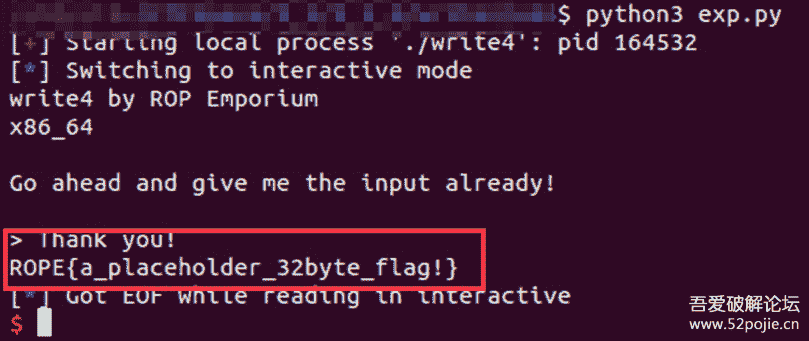 $ python3 exp.py
[+] Starting local process './write4': pid 164532
[*] Switching to interactive mode
write4 by ROP Emporium
x86_64
Go ahead and give me the input already!
> Thank you!
ROPE{a_placeholder_32byte_flag!}
[*] Got EOF while reading in interactive
$
吾爱破解论坛
www.52pojie.cn